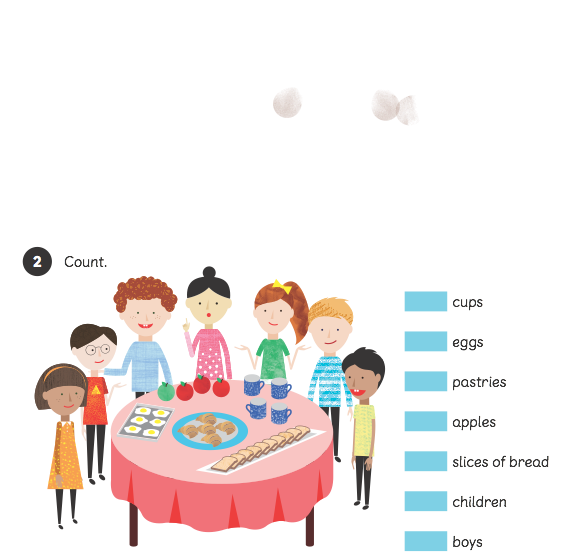 2 Count.
cups
eggs
pastries
apples
slices of bread
children
boys